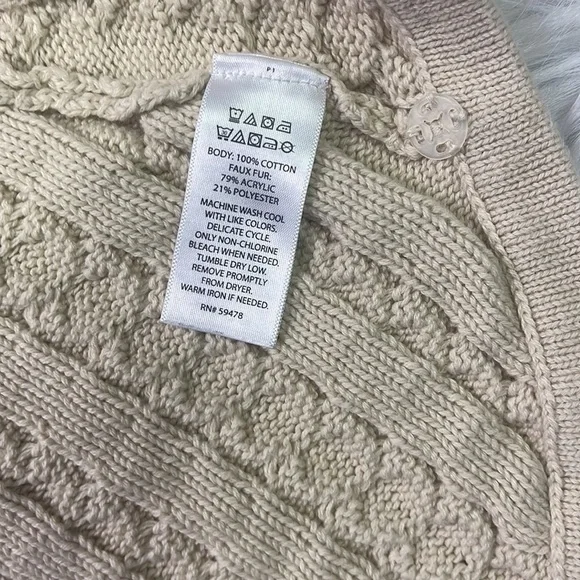 P1
BODY: 100% COTTON
FAUX FUR:
79% ACRYLIC
21% POLYESTER
MACHINE WASH COOL
WITH LIKE COLORS.
DELICATE CYCLE.
ONLY NON-CHLORINE
BLEACH WHEN NEEDED.
TUMBLE DRY LOW.
REMOVE PROMPTLY
FROM DRYER.
WARM IRON IF NEEDED.
RN# 59478